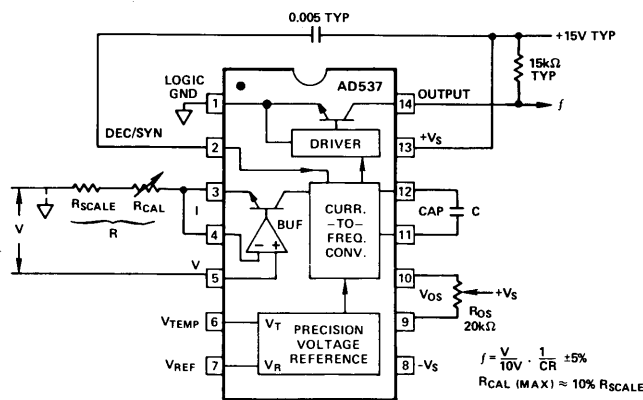 0.005 TYP
+15V TYP
15kΩ
TYP
LOGIC
GND
AD537
OUTPUT
1
14
f
DRIVER
+VS
DEC/SYN
2
13
3
12
RSCALE
RCAL
I
V
R
BUF
CURR.
-TO-
FREQ.
CONV.
CAP
C
4
11
- +
V
5
10
VOS
+VS
ROS
20kΩ
VTEMP
6
VT
PRECISION
VOLTAGE
REFERENCE
9
VREF
7
VR
8
-VS
f = V/10V · 1/CR ±5%
RCAL (MAX) ≈ 10% RSCALE